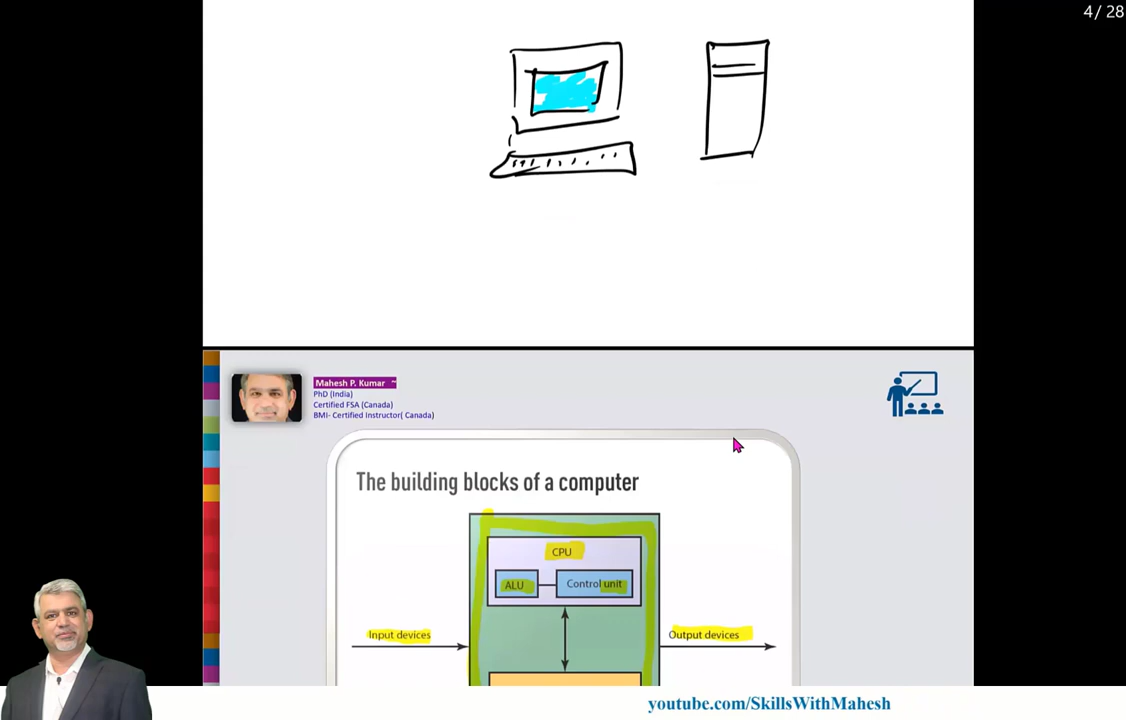 4/ 28
Mahesh P. Kumar ~
PhD (India)
Certified FSA (Canada)
BMI- Certified Instructor( Canada)
The building blocks of a computer
CPU
ALU
Control unit
Input devices
Output devices
youtube.com/SkillsWithMahesh